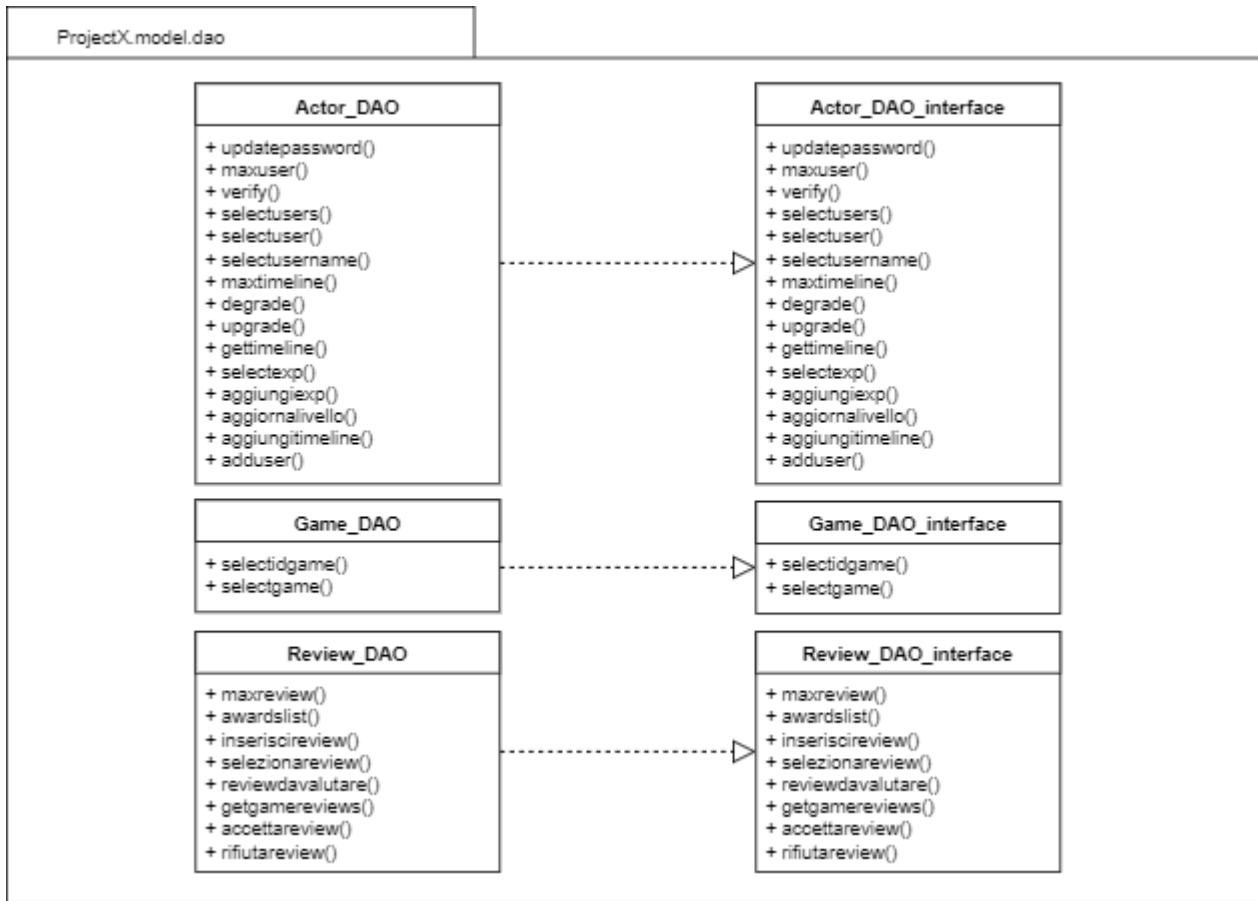 ProjectX.model.dao
Actor_DAO
+ updatepassword()
+ maxuser()
+ verify()
+ selectusers()
+ selectuser()
+ selectusername()
+ maxtimeline()
+ degrade()
+ upgrade()
+ gettimeline()
+ selectexp()
+ aggiungiexp()
+ aggiornalivello()
+ aggiungitimeline()
+ adduser()
Actor_DAO_interface
+ updatepassword()
+ maxuser()
+ verify()
+ selectusers()
+ selectuser()
+ selectusername()
+ maxtimeline()
+ degrade()
+ upgrade()
+ gettimeline()
+ selectexp()
+ aggiungiexp()
+ aggiornalivello()
+ aggiungitimeline()
+ adduser()
Game_DAO
+ selectidgame()
+ selectgame()
Game_DAO_interface
+ selectidgame()
+ selectgame()
Review_DAO
+ maxreview()
+ awardslist()
+ inseriscireview()
+ selezionareview()
+ reviewdavalutare()
+ getgamereviews()
+ accettareview()
+ rifiutareview()
Review_DAO_interface
+ maxreview()
+ awardslist()
+ inseriscireview()
+ selezionareview()
+ reviewdavalutare()
+ getgamereviews()
+ accettareview()
+ rifiutareview()